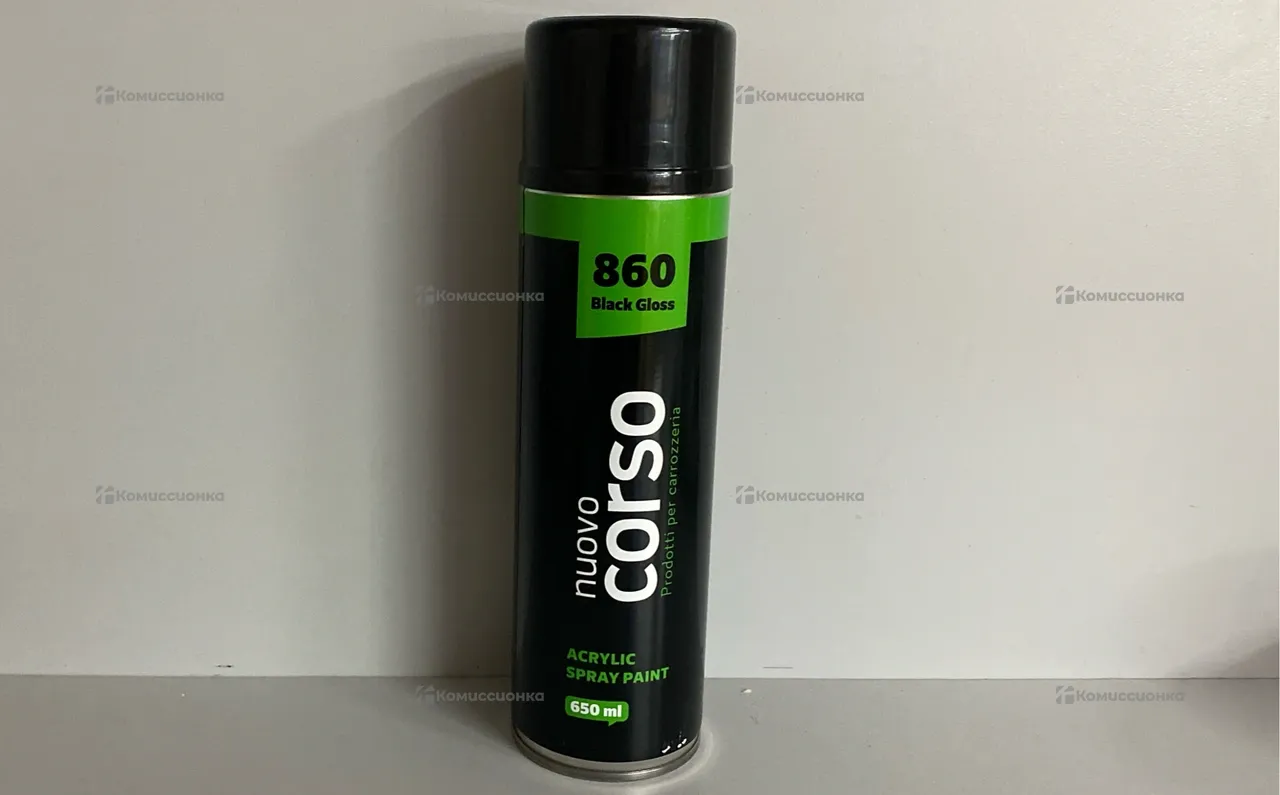 Комиссионка
Комиссионка
860
Black Gloss
Комиссионка
Комиссионка
nuovo
corso
Prodotti per carrozzeria
Комиссионка
Комиссионка
ACRYLIC
SPRAY PAINT
650 ml
Комиссионка
Комиссионка